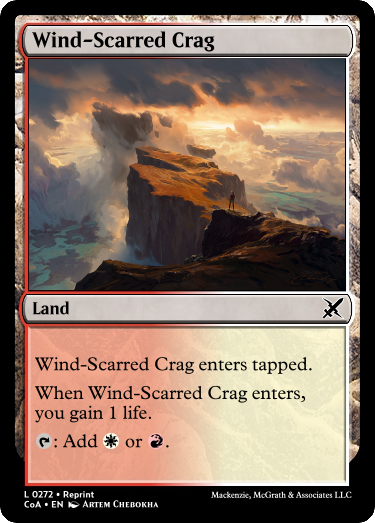 Wind-Scarred Crag
Land
Wind-Scarred Crag enters tapped.
When Wind-Scarred Crag enters,
you gain 1 life.
: Add or .
L 0272 • Reprint
CoA • EN Artem Chebokha
Mackenzie, McGrath & Associates LLC